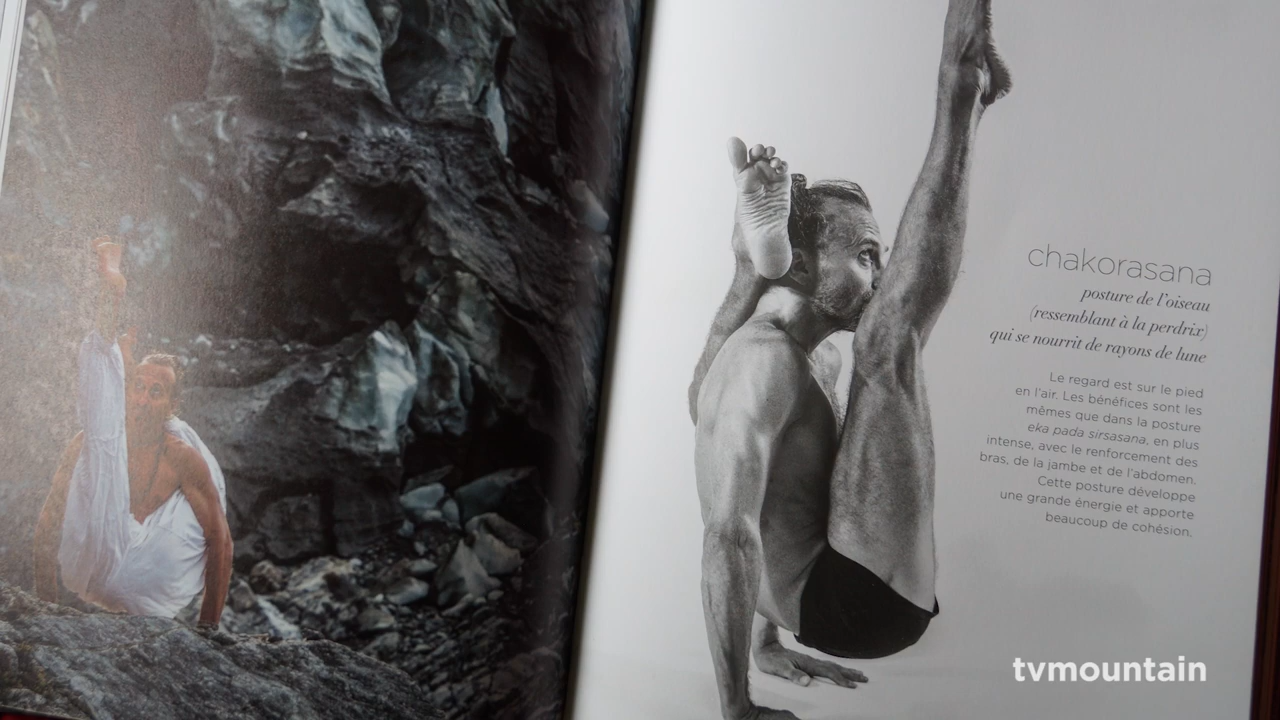 chakorasana
posture de l'oiseau
(ressemblant à la perdrix)
qui se nourrit de rayons de lune
Le regard est sur le pied
en l'air. Les bénéfices sont les
mêmes que dans la posture
eka pada sirsasana, en plus
intense, avec le renforcement des
bras, de la jambe et de l'abdomen.
Cette posture développe
une grande énergie et apporte
beaucoup de cohésion.
tvmountain